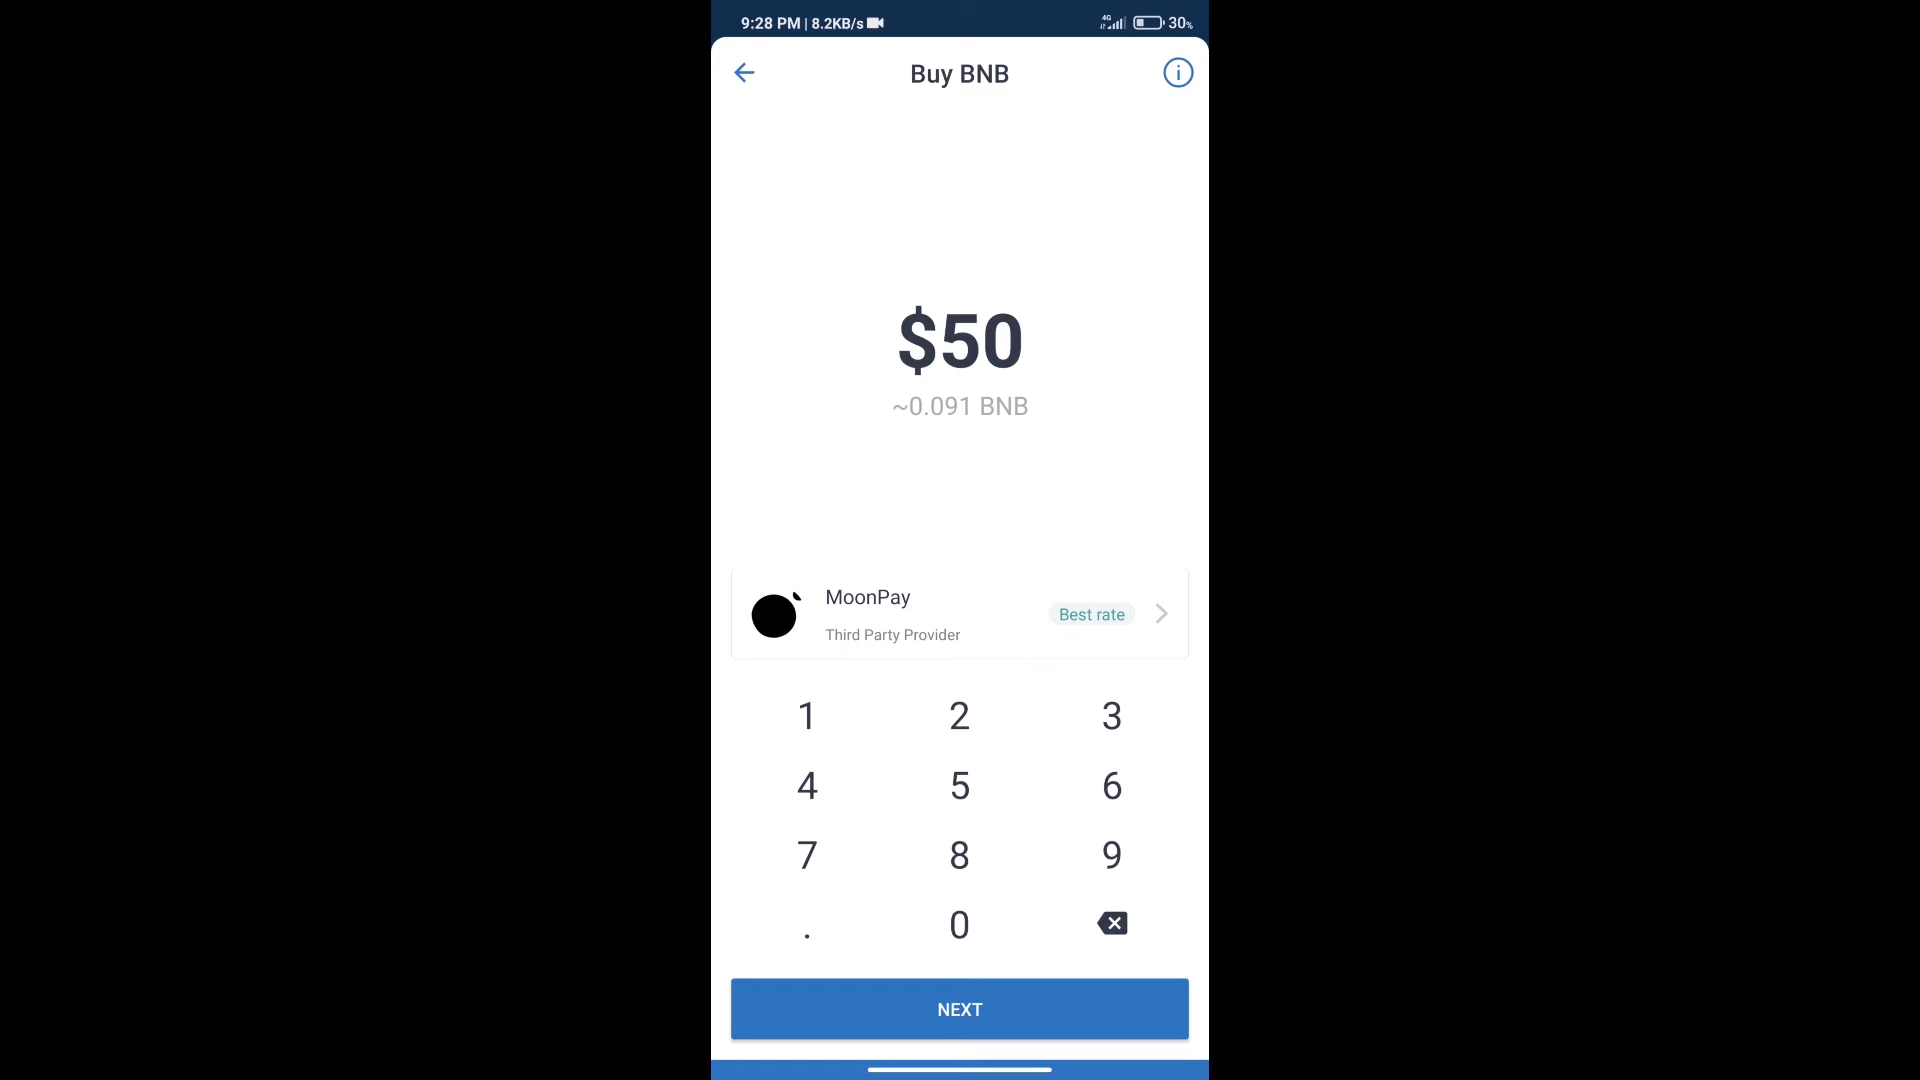 9:28 PM | 8.2KB/s 4G 30%
Buy BNB
$50
~0.091 BNB
MoonPay
Best rate
Third Party Provider
1 2 3
4 5 6
7 8 9
. 0
NEXT